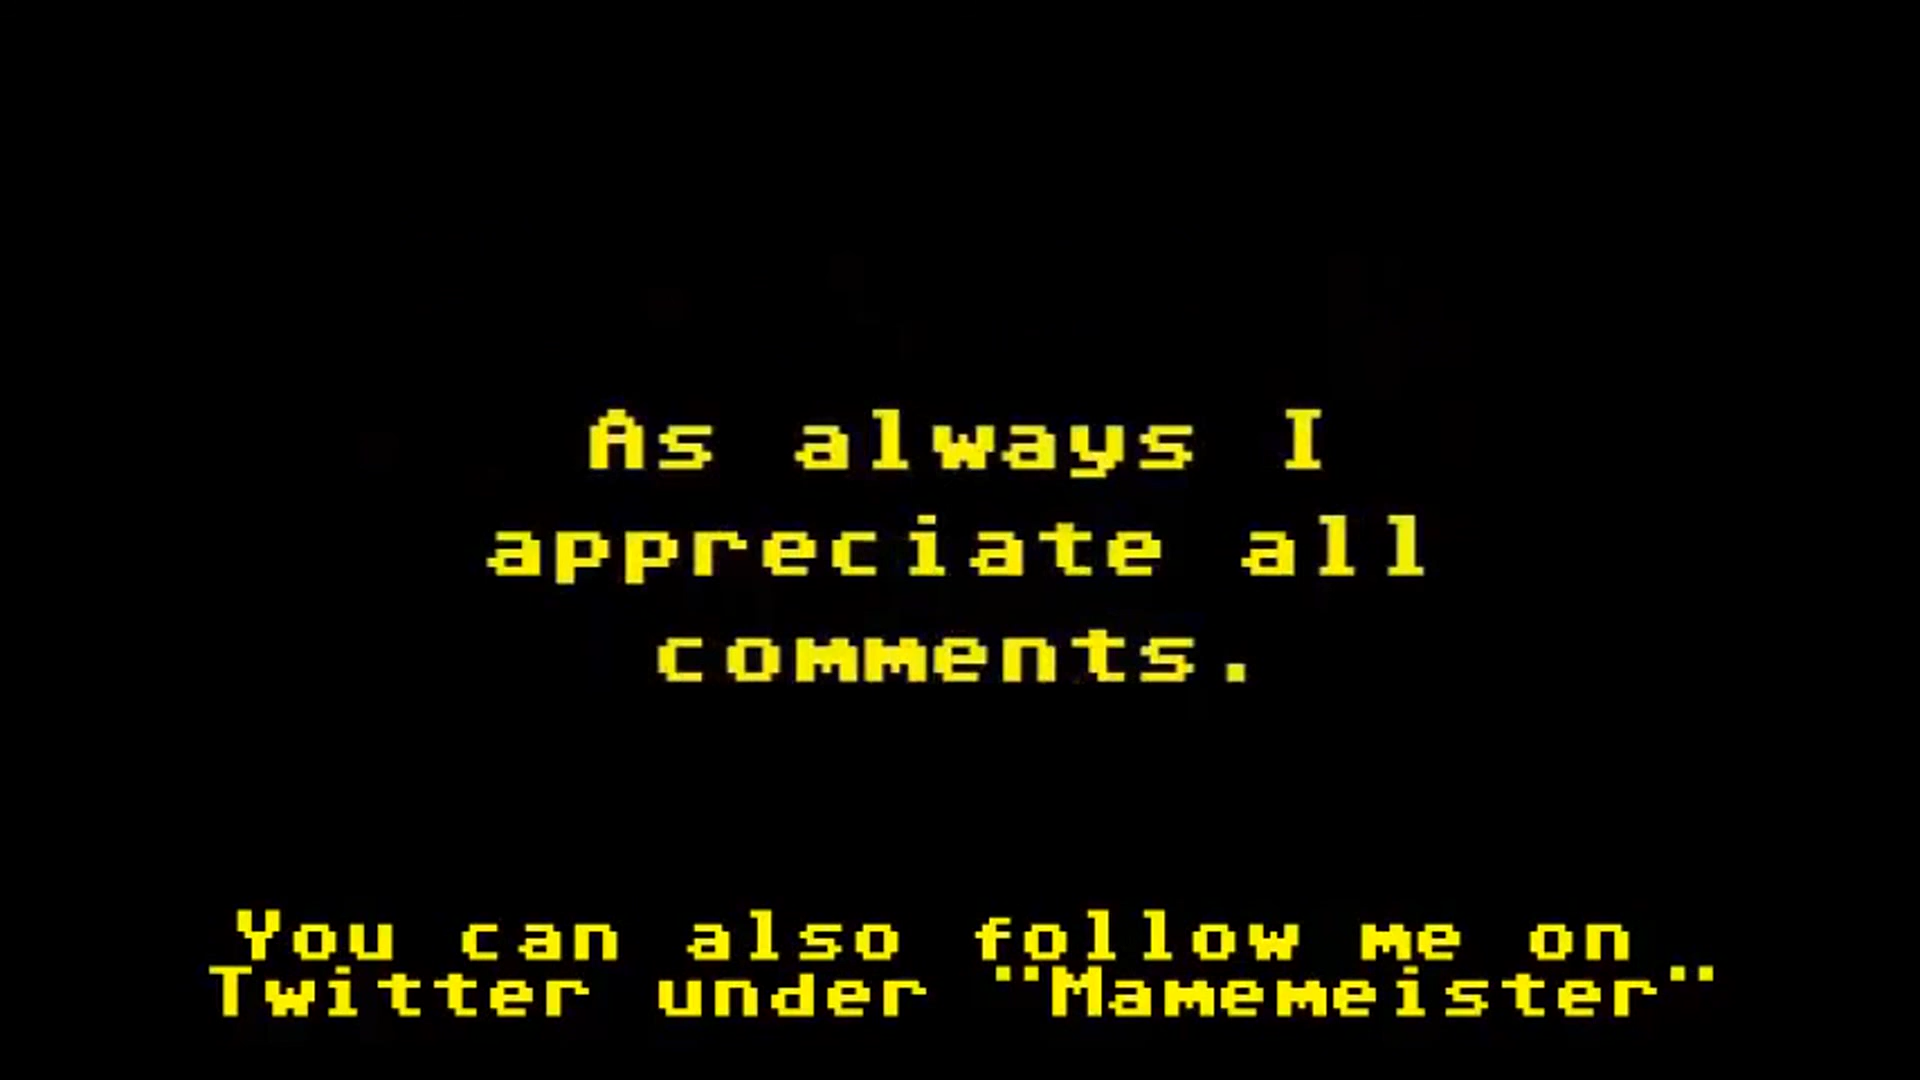 As always I
appreciate all
comments.
You can also follow me on
Twitter under "Mamemeister"